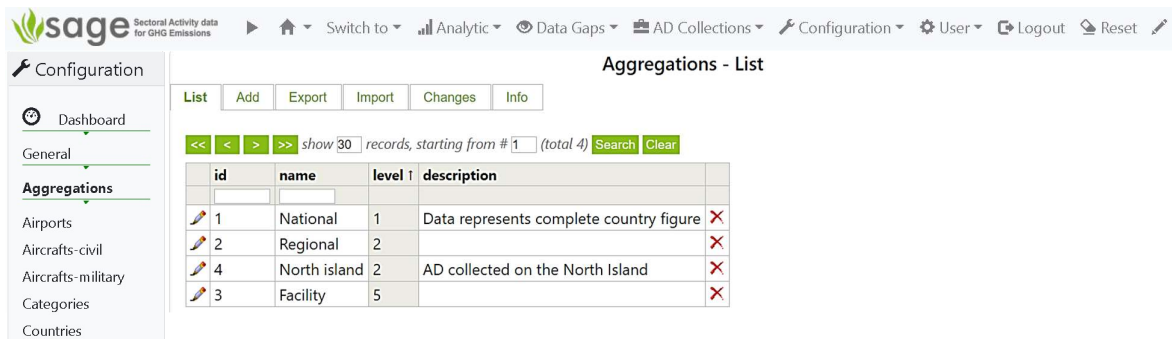 sage Sectoral Activity data for GHG Emissions
Switch to Analytic Data Gaps AD Collections Configuration User Logout Reset
Configuration
Aggregations - List
List Add Export Import Changes Info
Dashboard
General
Aggregations
Airports
Aircrafts-civil
Aircrafts-military
Categories
Countries
<< < > >> show 30 records, starting from # 1 (total 4) Search Clear
id name level ↑ description
1 National 1 Data represents complete country figure
2 Regional 2
4 North island 2 AD collected on the North Island
3 Facility 5